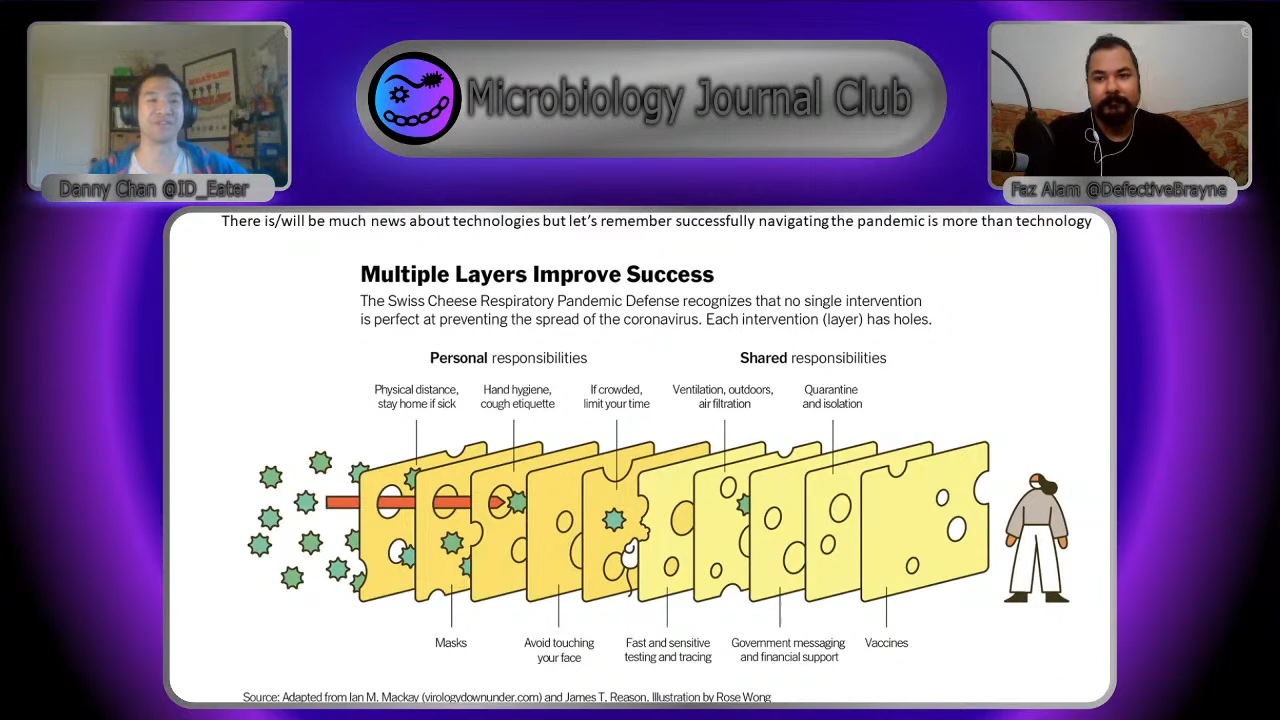 Microbiology Journal Club
Danny Chan @ID_Eater
Faz Alam @DefectiveBrayne
There is/will be much news about technologies but let's remember successfully navigating the pandemic is more than technology
Multiple Layers Improve Success
The Swiss Cheese Respiratory Pandemic Defense recognizes that no single intervention
is perfect at preventing the spread of the coronavirus. Each intervention (layer) has holes.
Personal responsibilities
Shared responsibilities
Physical distance,
stay home if sick
Hand hygiene,
cough etiquette
If crowded,
limit your time
Ventilation, outdoors,
air filtration
Quarantine
and isolation
Masks
Avoid touching
your face
Fast and sensitive
testing and tracing
Government messaging
and financial support
Vaccines
Source: Adapted from Ian M. Mackay (virologydownunder.com) and James T. Reason. Illustration by Rose Wong